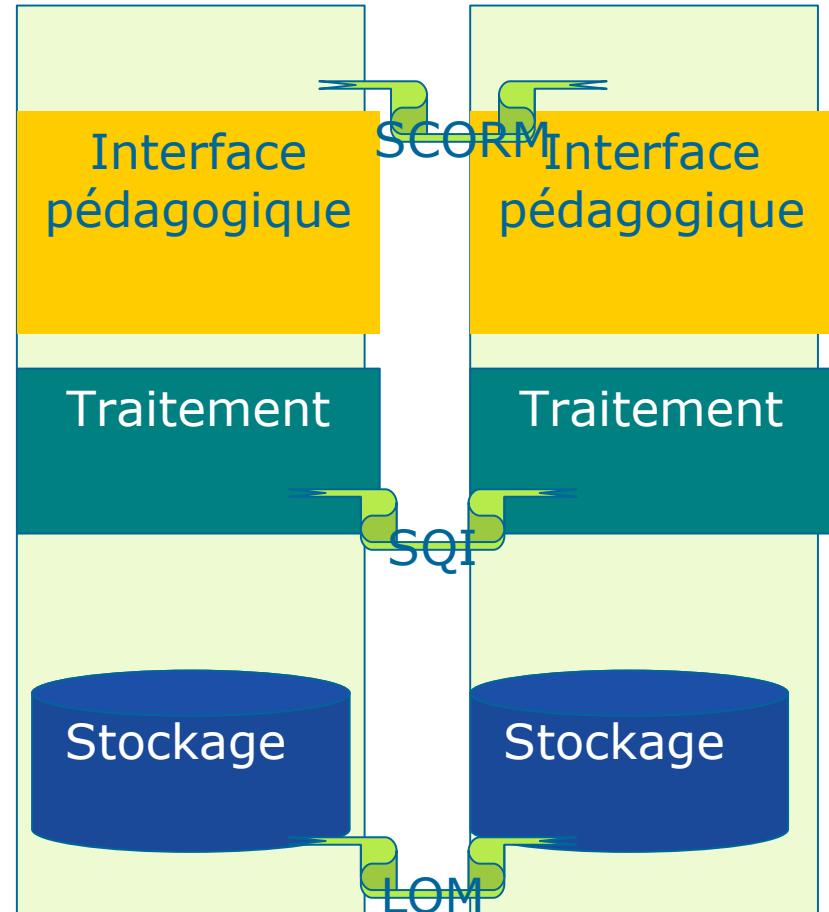 SCORM
Interface
pédagogique
Interface
pédagogique
Traitement
Traitement
SQI
Stockage
Stockage
LOM